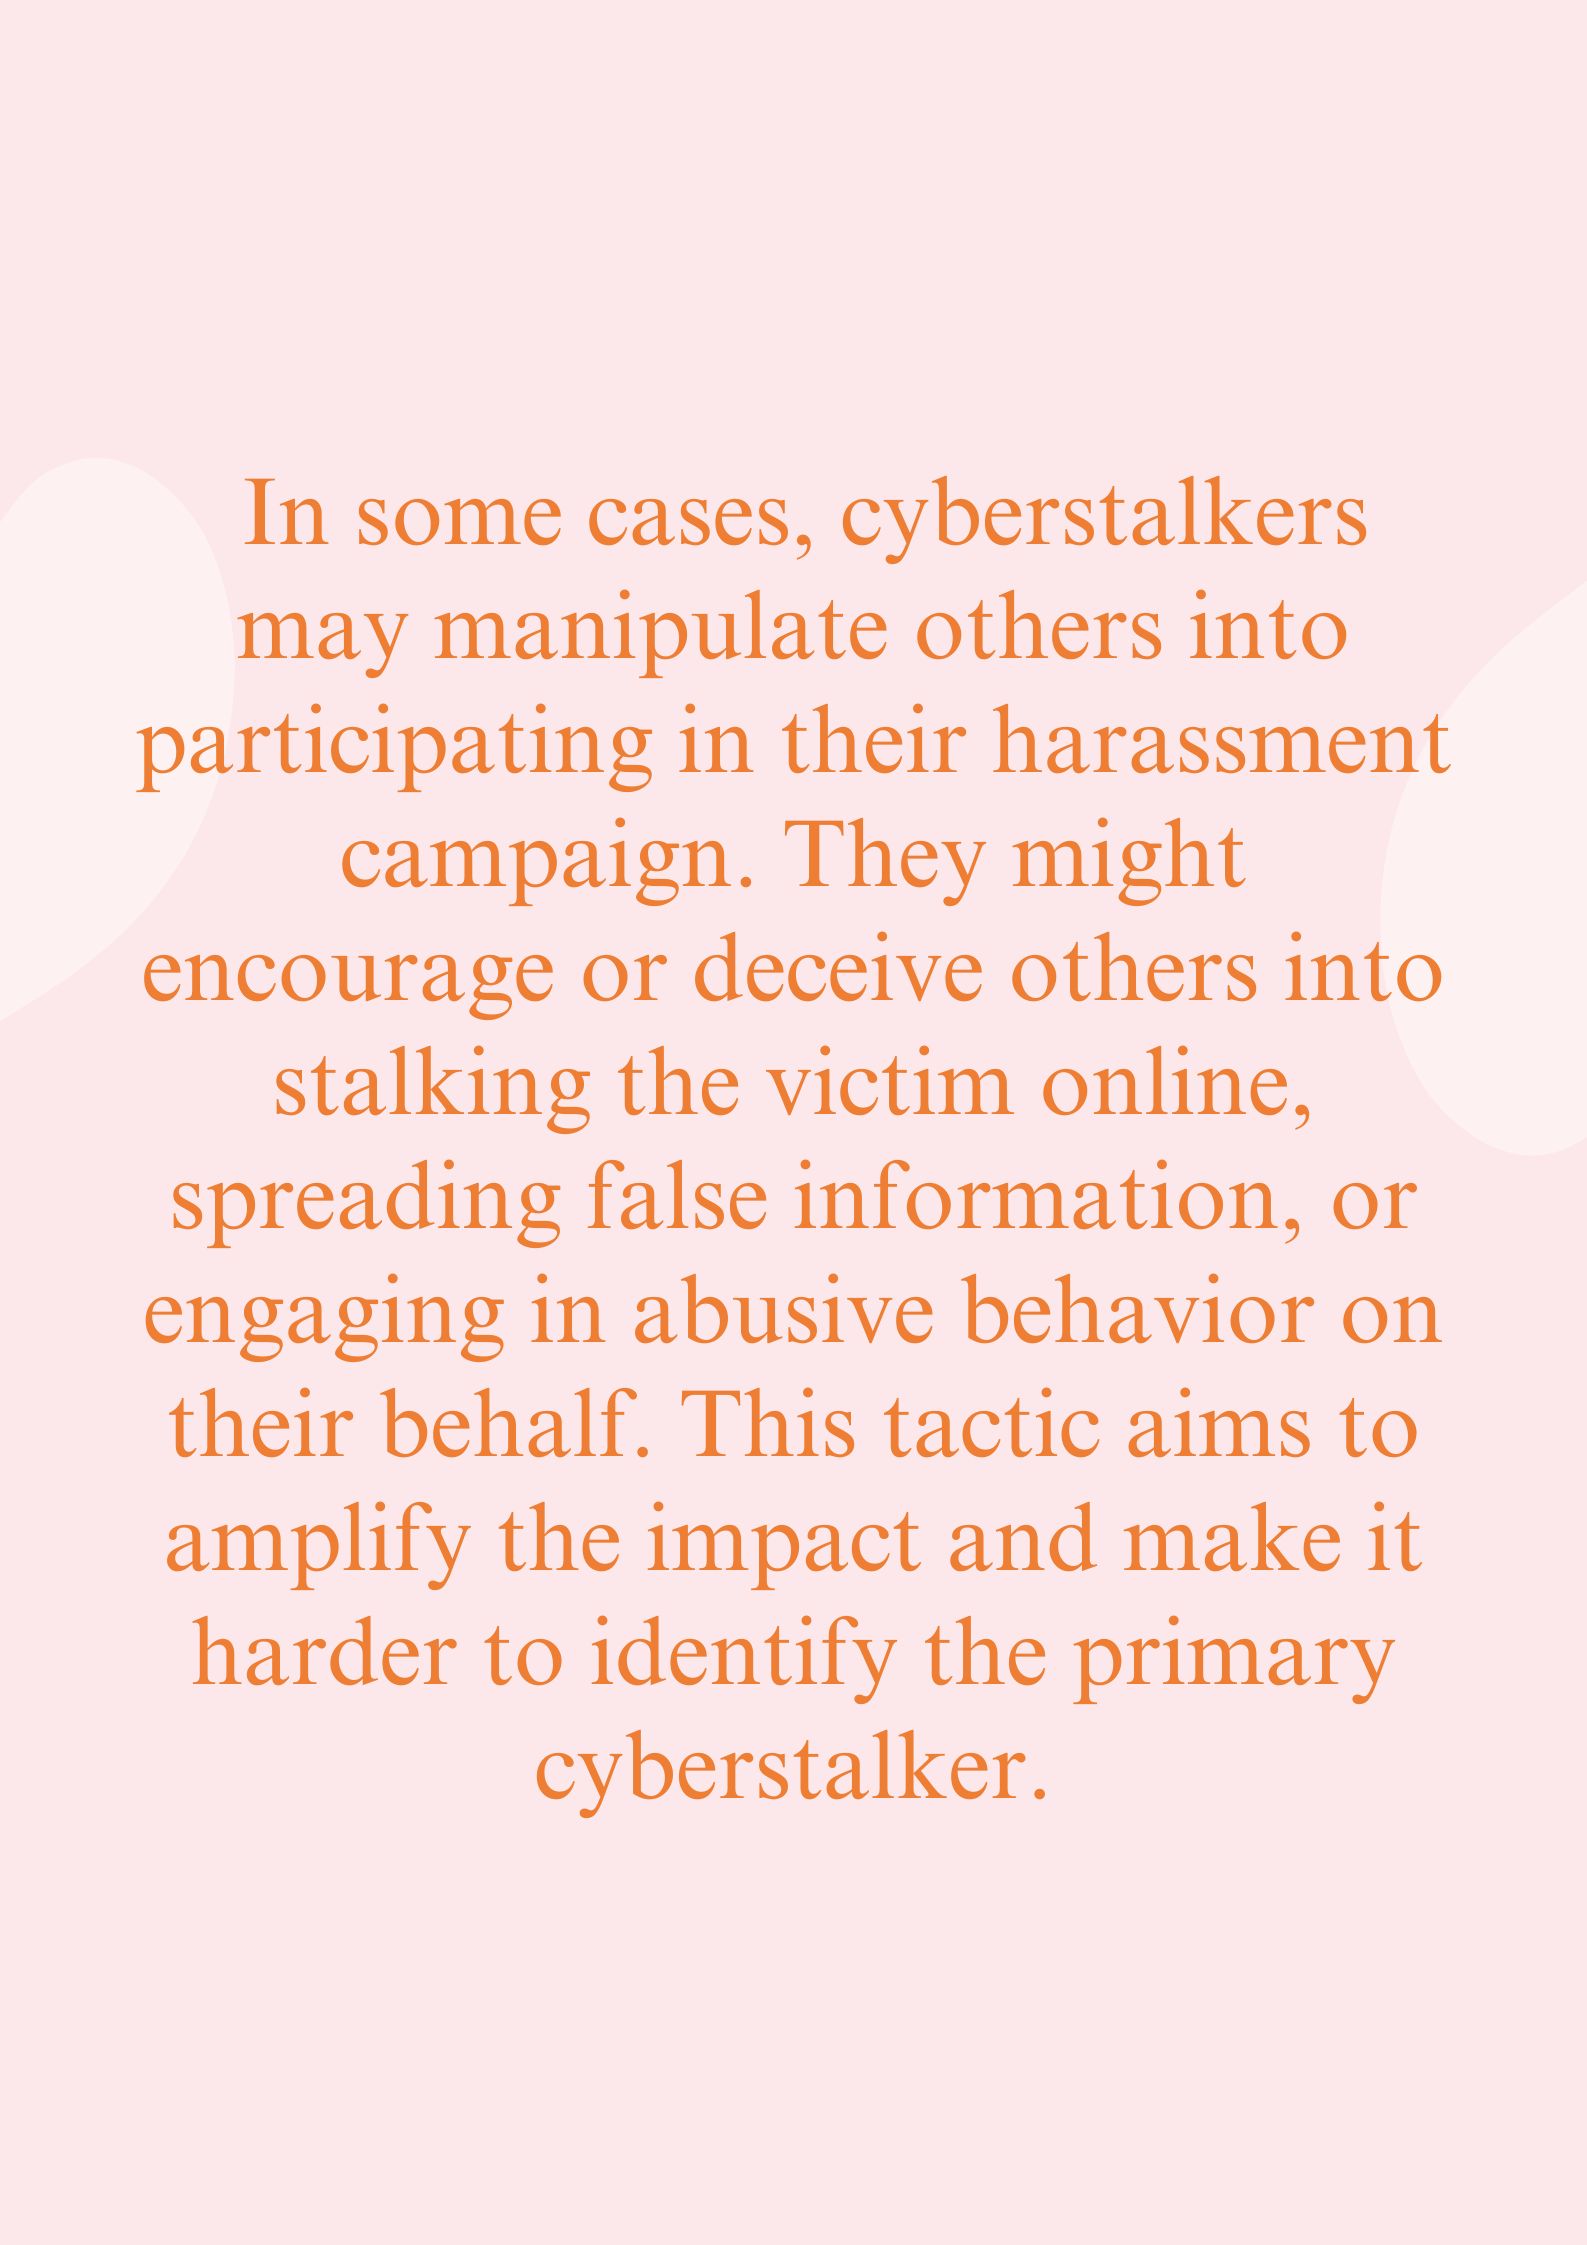 In some cases, cyberstalkers
may manipulate others into
participating in their harassment
campaign. They might
encourage or deceive others into
stalking the victim online,
spreading false information, or
engaging in abusive behavior on
their behalf. This tactic aims to
amplify the impact and make it
harder to identify the primary
cyberstalker.